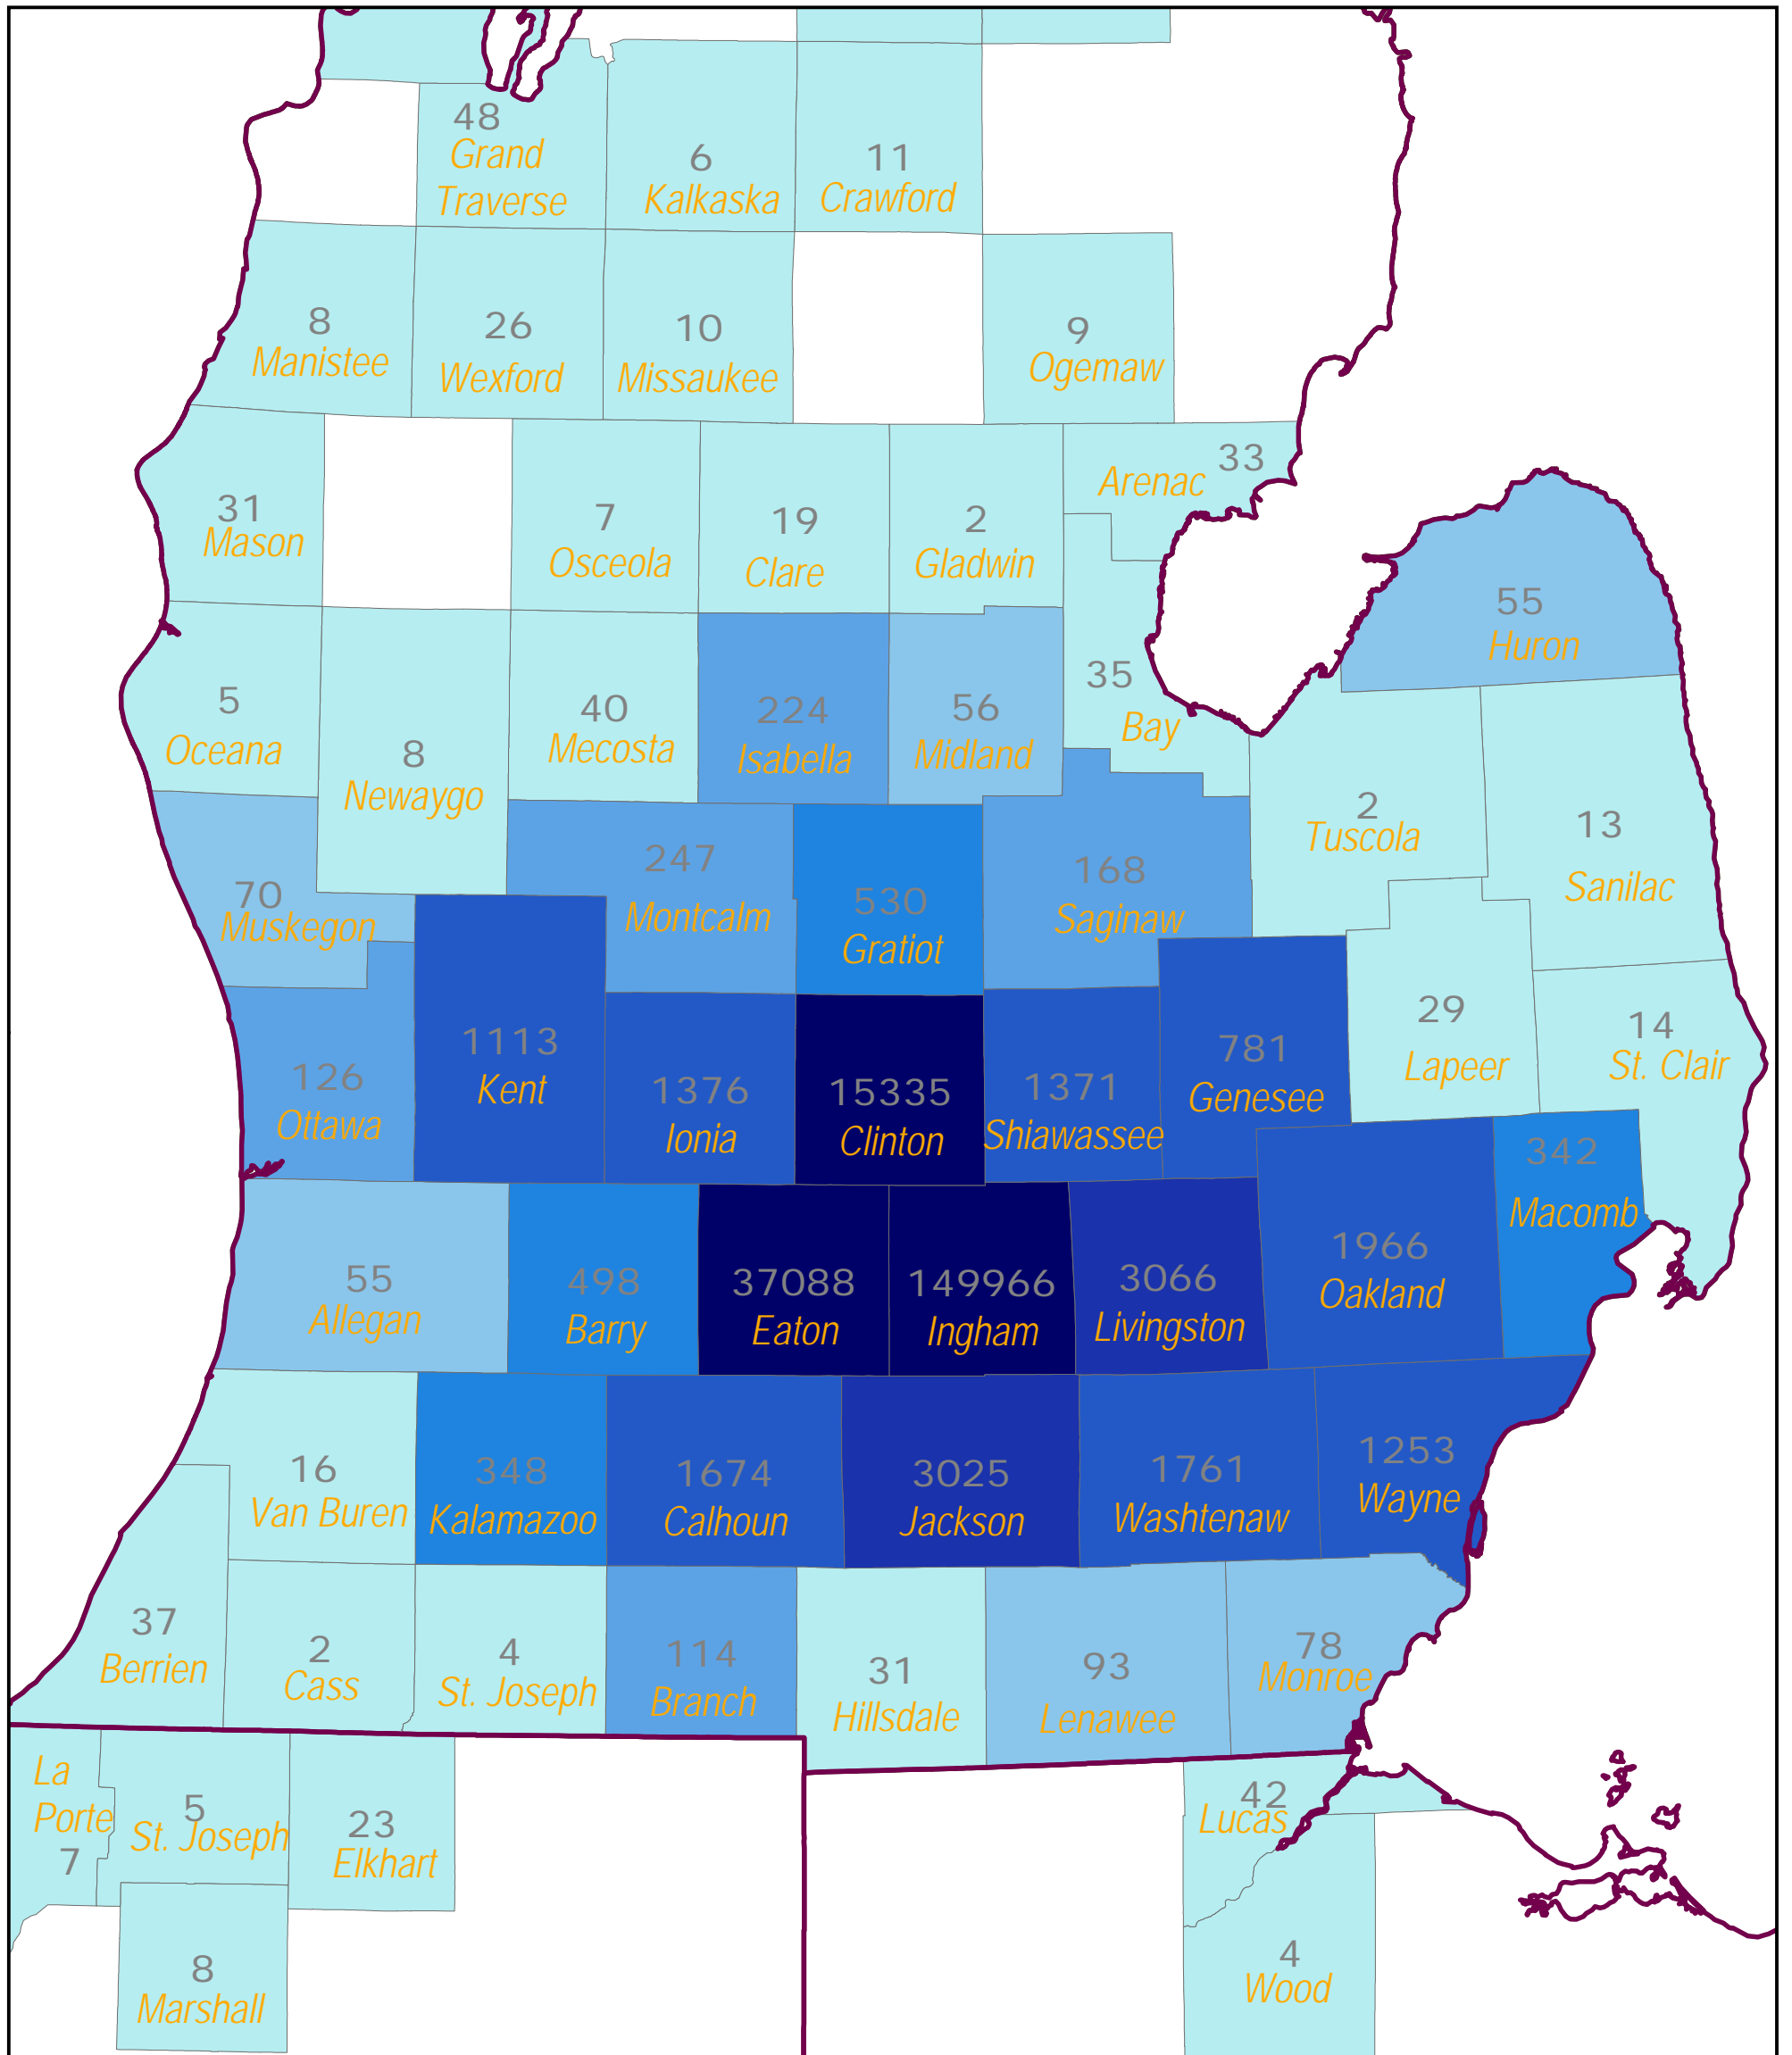 48
Grand
Traverse
6
Kalkaska
11
Crawford
8
Manistee
26
Wexford
10
Missaukee
9
Ogemaw
31
Mason
7
Osceola
19
Clare
2
Gladwin
33
Arenac
55
Huron
5
Oceana
8
Newaygo
40
Mecosta
224
Isabella
56
Midland
35
Bay
2
Tuscola
13
Sanilac
70
Muskegon
247
Montcalm
530
Gratiot
168
Saginaw
126
Ottawa
1113
Kent
1376
Ionia
15335
Clinton
1371
Shiawassee
781
Genesee
29
Lapeer
14
St. Clair
55
Allegan
498
Barry
37088
Eaton
149966
Ingham
3066
Livingston
1966
Oakland
342
Macomb
16
Van Buren
348
Kalamazoo
1674
Calhoun
3025
Jackson
1761
Washtenaw
1253
Wayne
37
Berrien
2
Cass
4
St. Joseph
114
Branch
31
Hillsdale
93
Lenawee
78
Monroe
La
Porte
7
5
St. Joseph
23
Elkhart
42
Lucas
8
Marshall
4
Wood